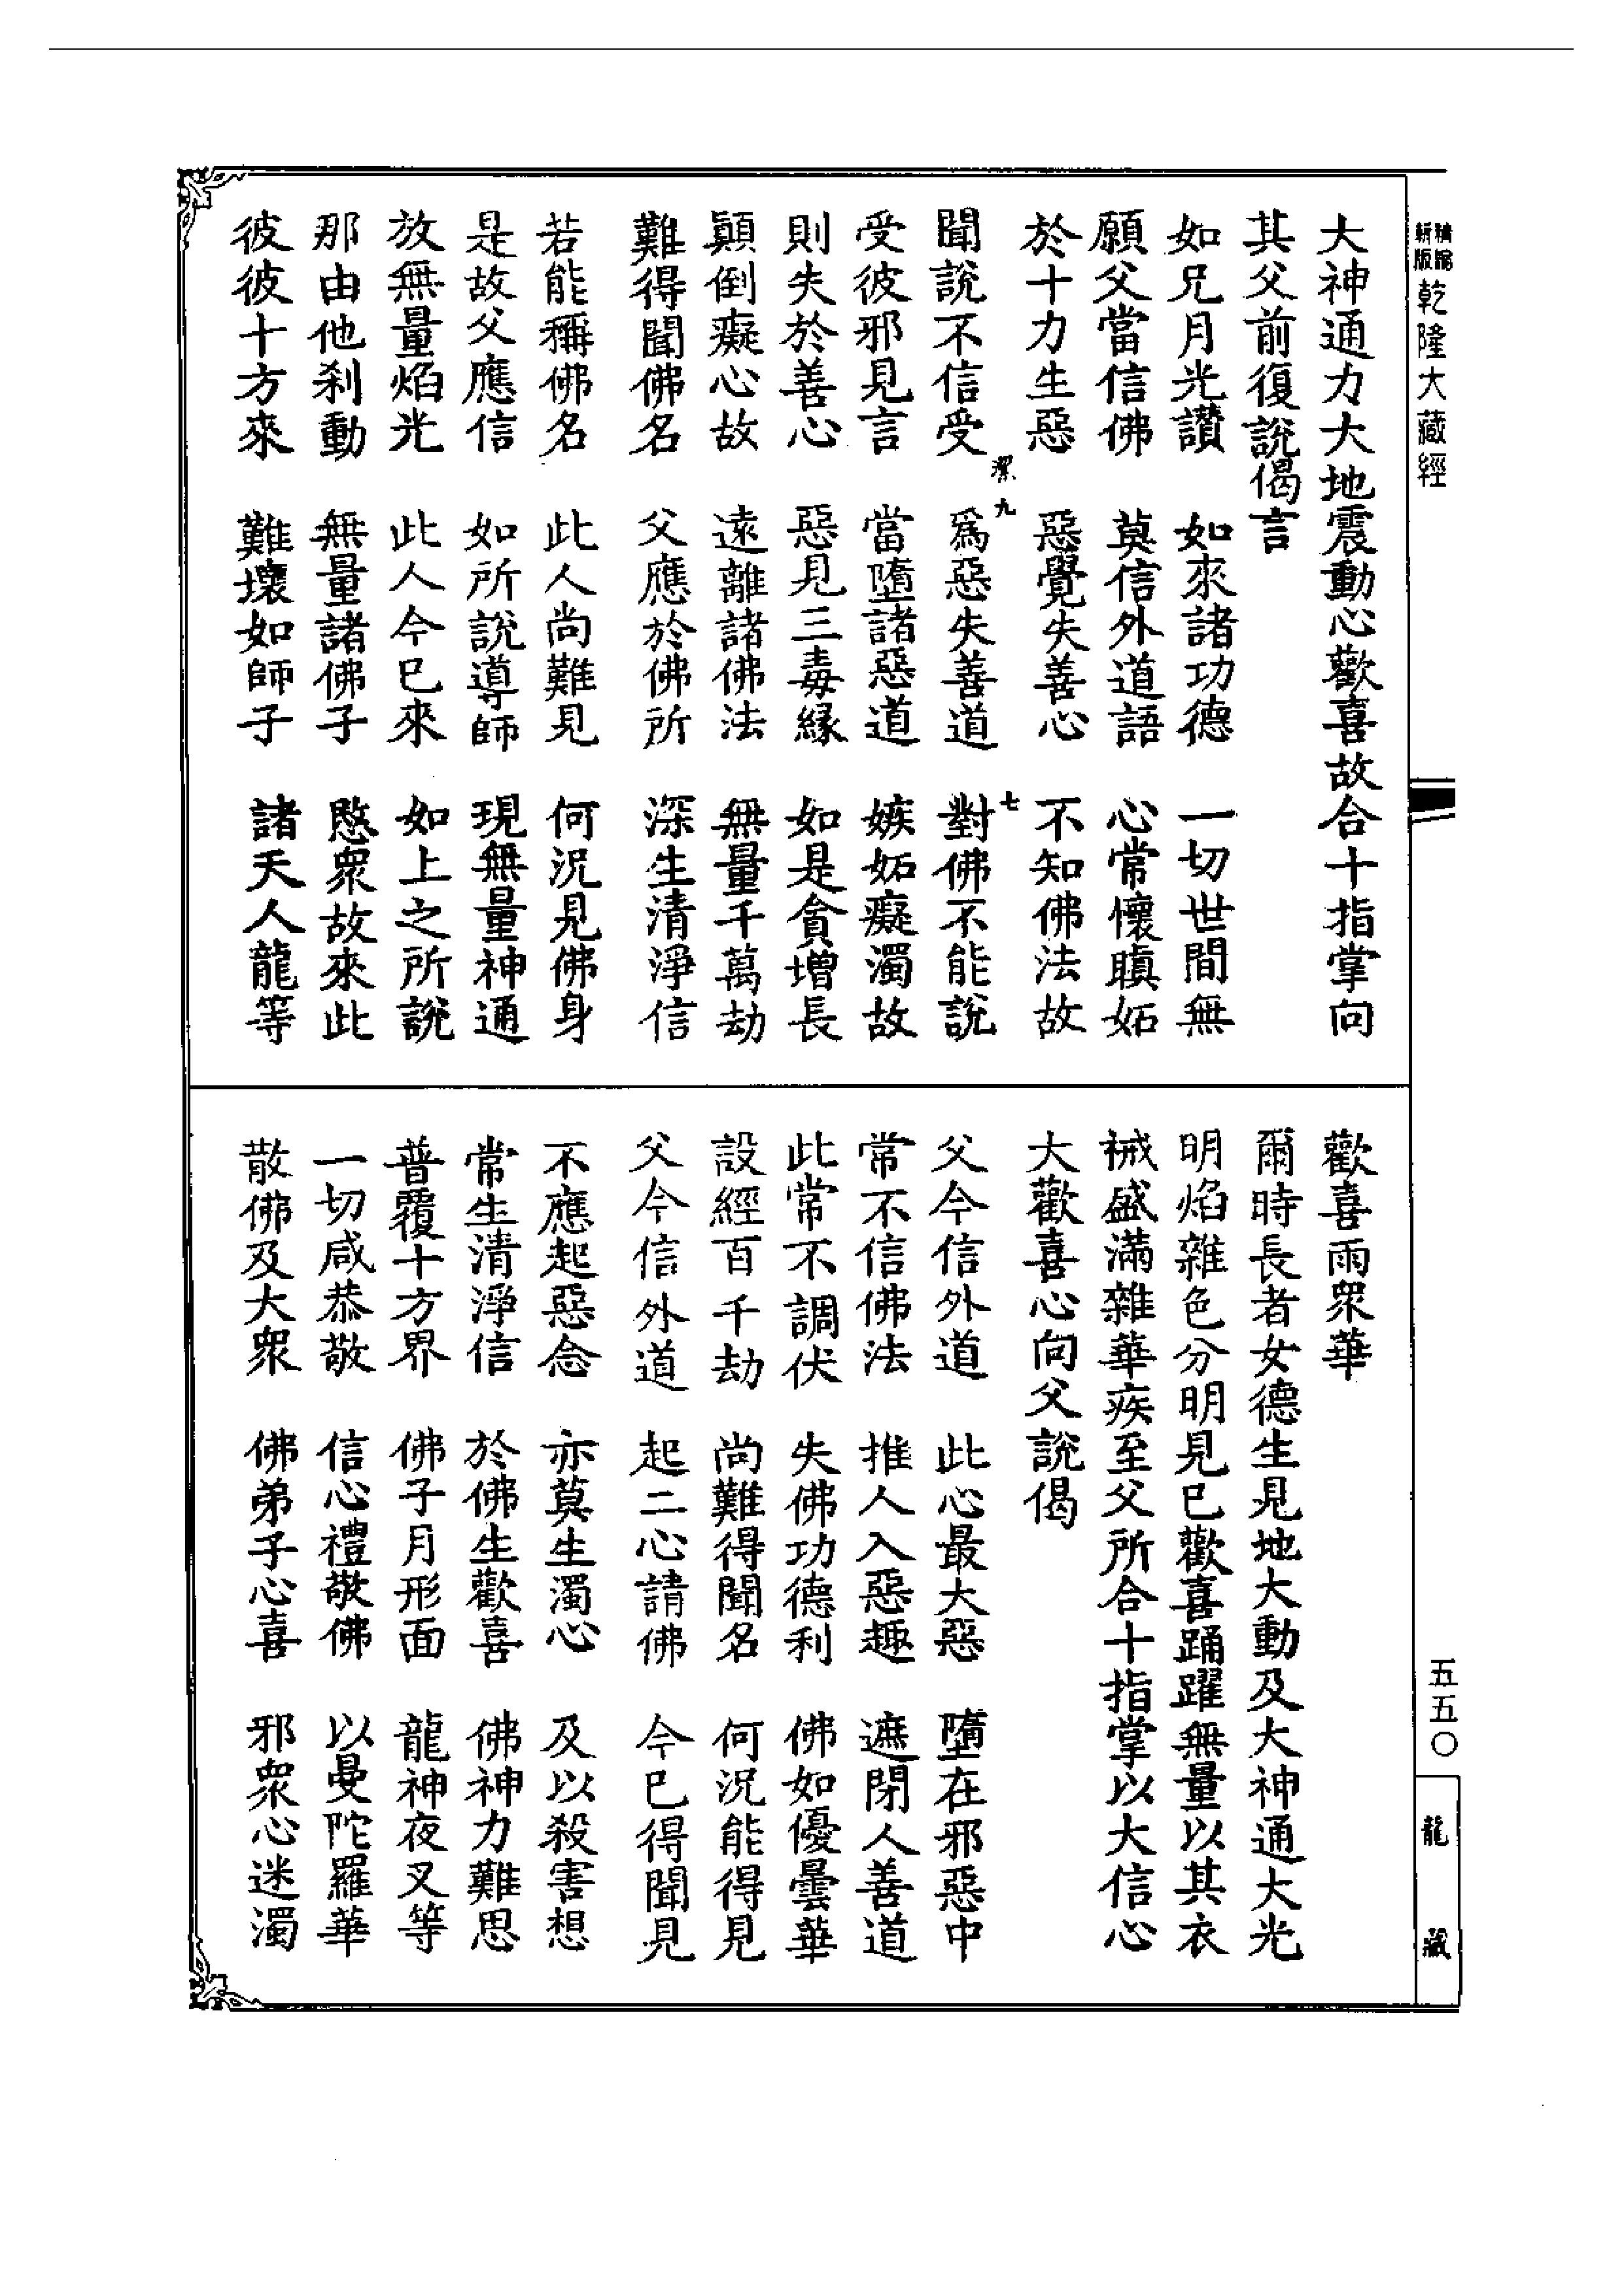 新版
精縮
乾隆大藏經
大神通力大地震動心歡喜故合十指掌向
其父前復說偈言
如兄月光讚　如來諸功德　一切世間無
願父當信佛　莫信外道語　心常懷瞋妬
於十力生惡　惡覺失善心　不知佛法故
潔九　七
聞說不信受　爲惡失善道　對佛不能說
受彼邪見言　當墮諸惡道　嫉妬癡濁故
則失於善心　惡見三毒緣　如是貪增長
顛倒癡心故　遠離諸佛法　無量千萬劫
難得聞佛名　父應於佛所　深生清淨信
若能稱佛名　此人尚難見　何況見佛身
是故父應信　如所說導師　現無量神通
放無量焰光　此人今已來　如上之所說
那由他剎動　無量諸佛子　愍眾故來此
彼彼十方來　難壞如師子　諸天人龍等
歡喜雨眾華
爾時長者女德生見地大動及大神通大光
明焰雜色分明見已歡喜踊躍無量以其衣
祴盛滿雜華疾至父所合十指掌以大信心
大歡喜心向父說偈
父今信外道　此心最大惡　墮在邪惡中
常不信佛法　推人入惡趣　遮閉人善道
此常不調伏　失佛功德利　佛如優曇華
設經百千劫　尚難得聞名　何況能得見
父今信外道　起二心請佛　今已得聞見
不應起惡念　亦莫生濁心　及以殺害想
常生清淨信　於佛生歡喜　佛神力難思
普覆十方界　佛子月形面　龍神夜叉等
一切咸恭敬　信心禮敬佛　以曼陀羅華
散佛及大眾　佛弟子心喜　邪眾心迷濁
五五〇
龍藏